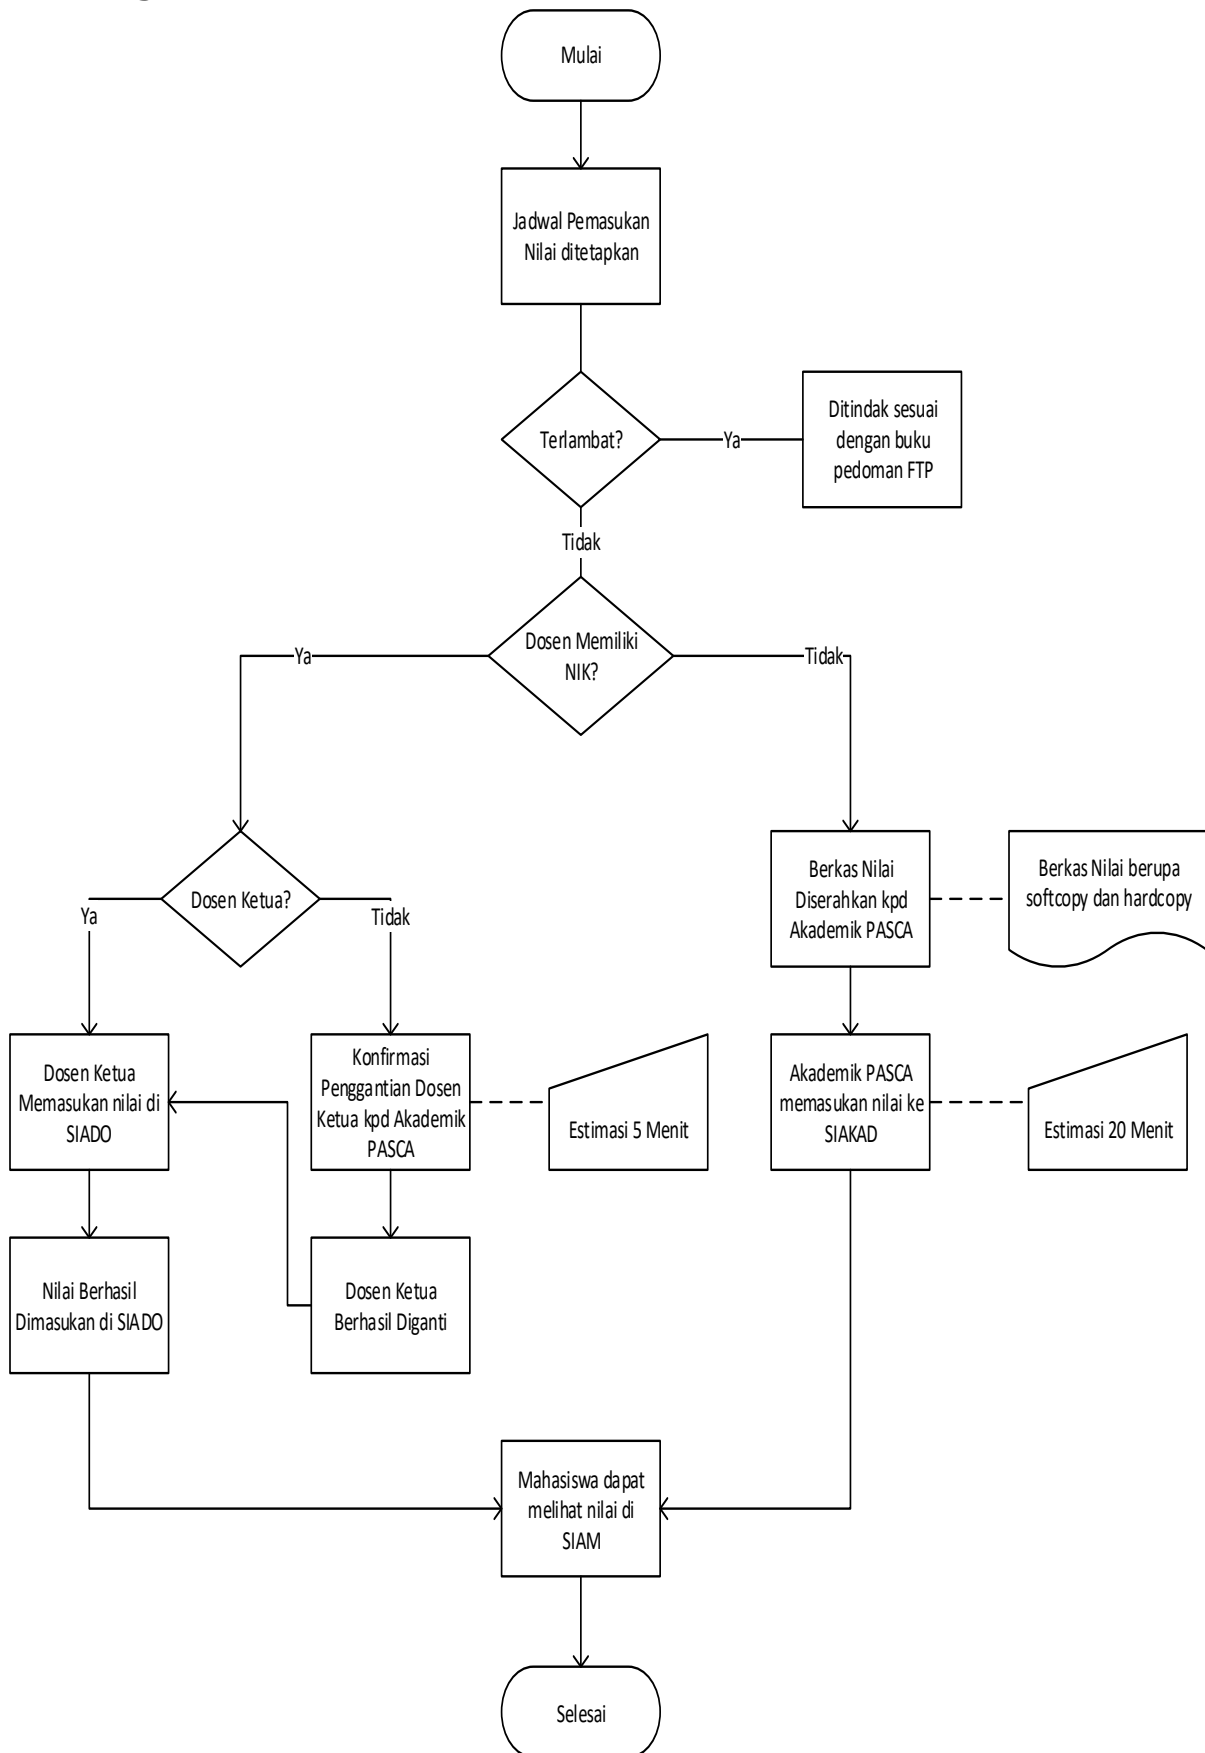 Mulai
Jadwal Pemasukan
Nilai ditetapkan
Terlambat?
Ya
Ditindak sesuai
dengan buku
pedoman FTP
Tidak
Dosen Memiliki
NIK?
Ya
Tidak
Dosen Ketua?
Ya
Tidak
Berkas Nilai
Diserahkan kpd
Akademik PASCA
Berkas Nilai berupa
softcopy dan hardcopy
Dosen Ketua
Memasukan nilai di
SIADO
Konfirmasi
Penggantian Dosen
Ketua kpd Akademik
PASCA
Estimasi 5 Menit
Akademik PASCA
memasukan nilai ke
SIAKAD
Estimasi 20 Menit
Nilai Berhasil
Dimasukan di SIADO
Dosen Ketua
Berhasil Diganti
Mahasiswa dapat
melihat nilai di
SIAM
Selesai